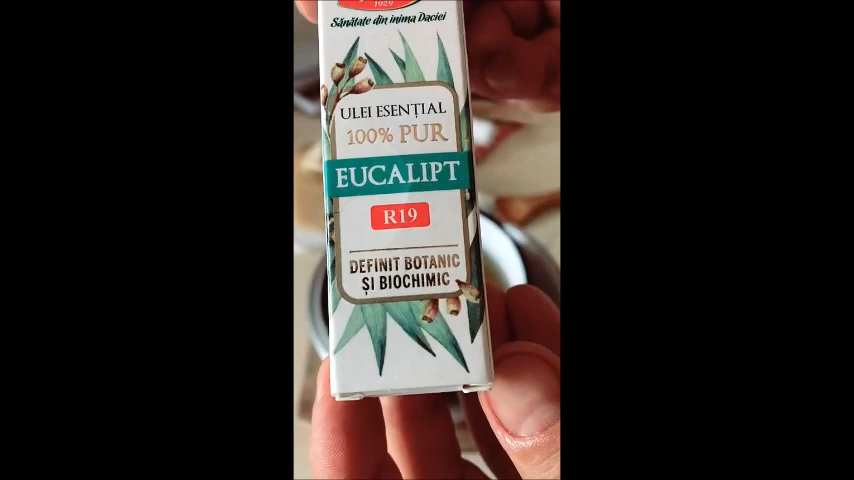 1929
Sănătate din inima Daciei
ULEI ESENȚIAL
100% PUR
EUCALIPT
R19
DEFINIT BOTANIC
ȘI BIOCHIMIC